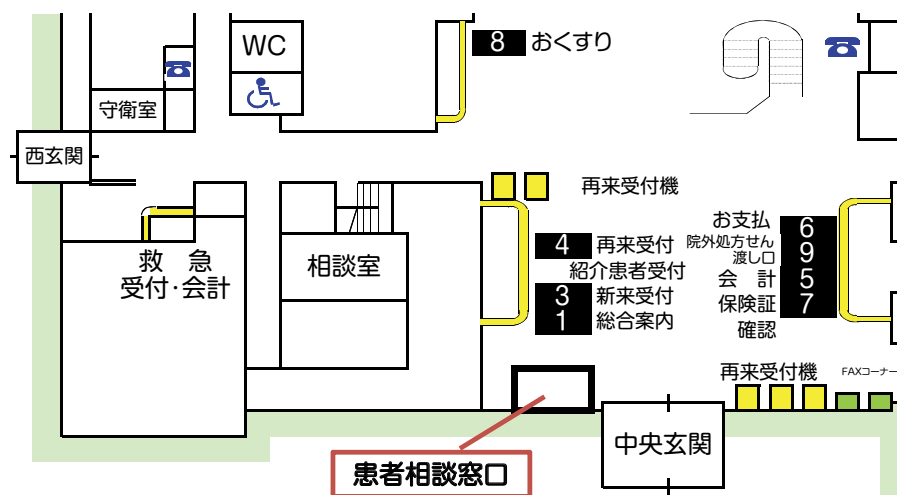 WC
8 おくすり
守衛室
西玄関
再来受付機
救 急
受付・会計
相談室
4 再来受付
紹介患者受付
3 新来受付
1 総合案内
お支払 6
院外処方せん
渡し口 9
会 計 5
保険証 7
確認
再来受付機
FAXコーナー
中央玄関
患者相談窓口